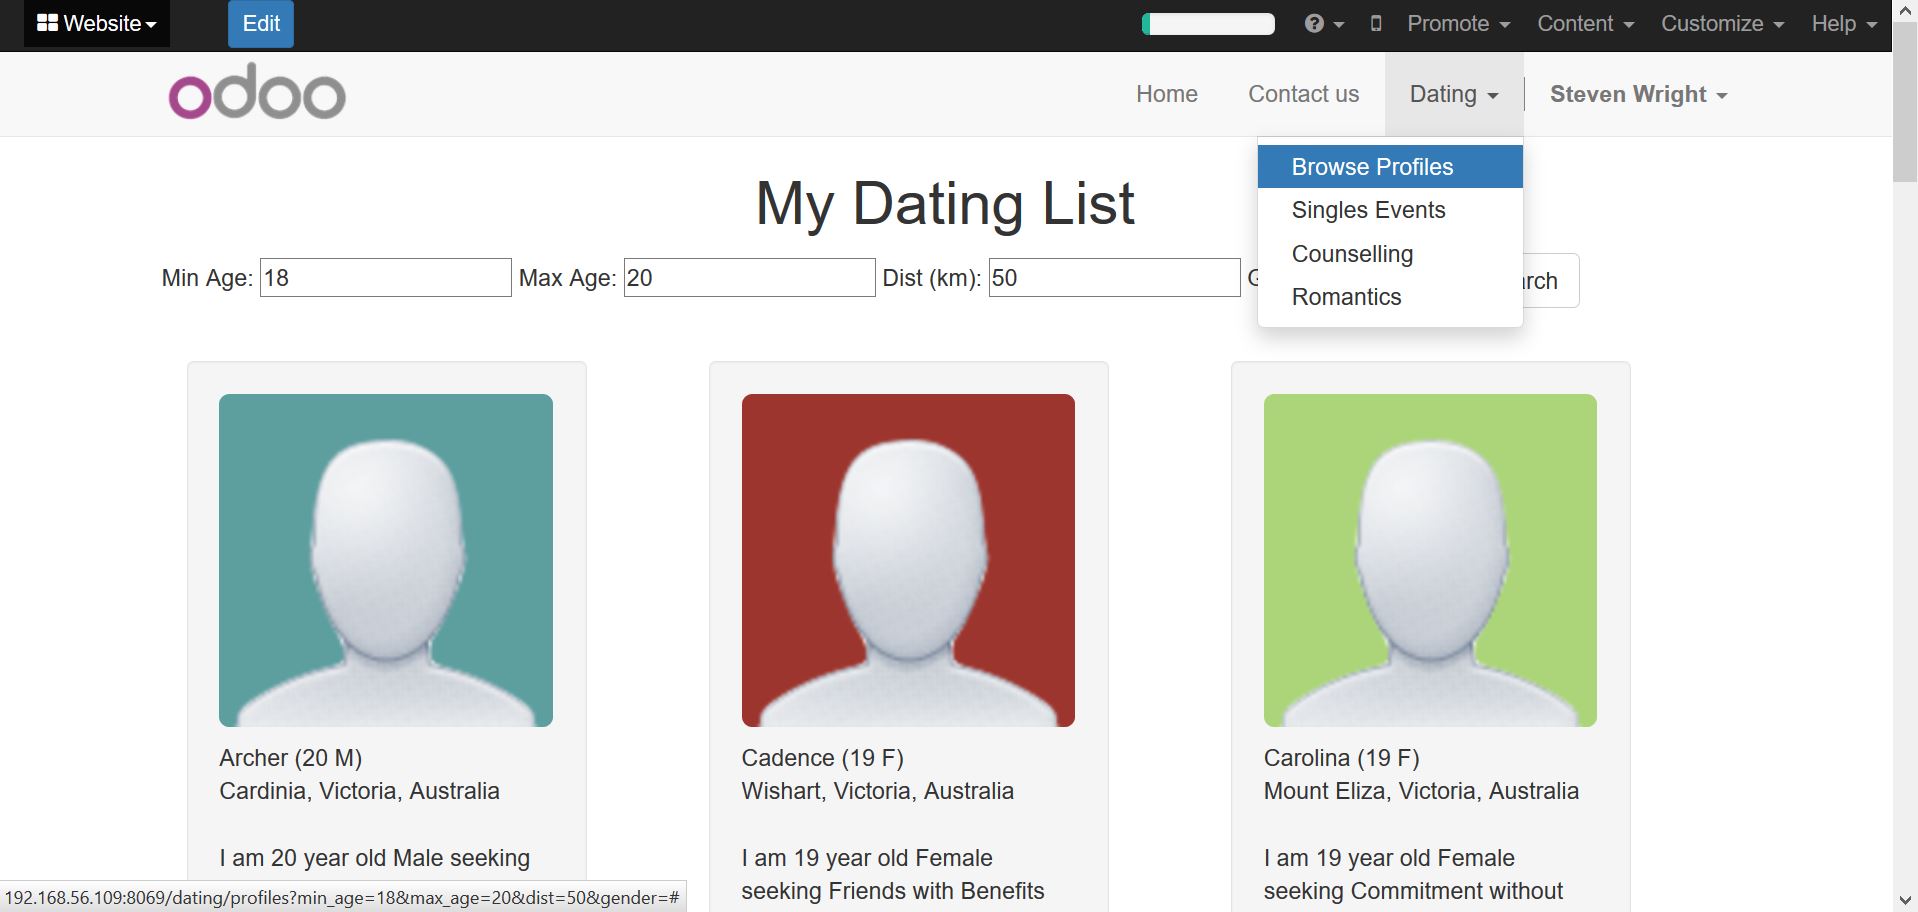 Website Edit Promote Content Customize Help
odoo Home Contact us Dating Steven Wright
Browse Profiles
My Dating List
Singles Events
Counselling
Min Age: 18 Max Age: 20 Dist (km): 50
Romantics
Archer (20 M)
Cardinia, Victoria, Australia
I am 20 year old Male seeking
Cadence (19 F)
Wishart, Victoria, Australia
I am 19 year old Female
seeking Friends with Benefits
Carolina (19 F)
Mount Eliza, Victoria, Australia
I am 19 year old Female
seeking Commitment without
192.168.56.109:8069/dating/profiles?min_age=18&max_age=20&dist=50&gender=#